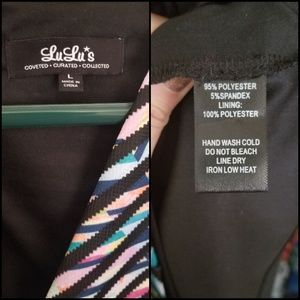 LuLu*s
COVETED · CURATED · COLLECTED
L
MADE IN
CHINA
95% POLYESTER
5%SPANDEX
LINING:
100% POLYESTER
HAND WASH COLD
DO NOT BLEACH
LINE DRY
IRON LOW HEAT